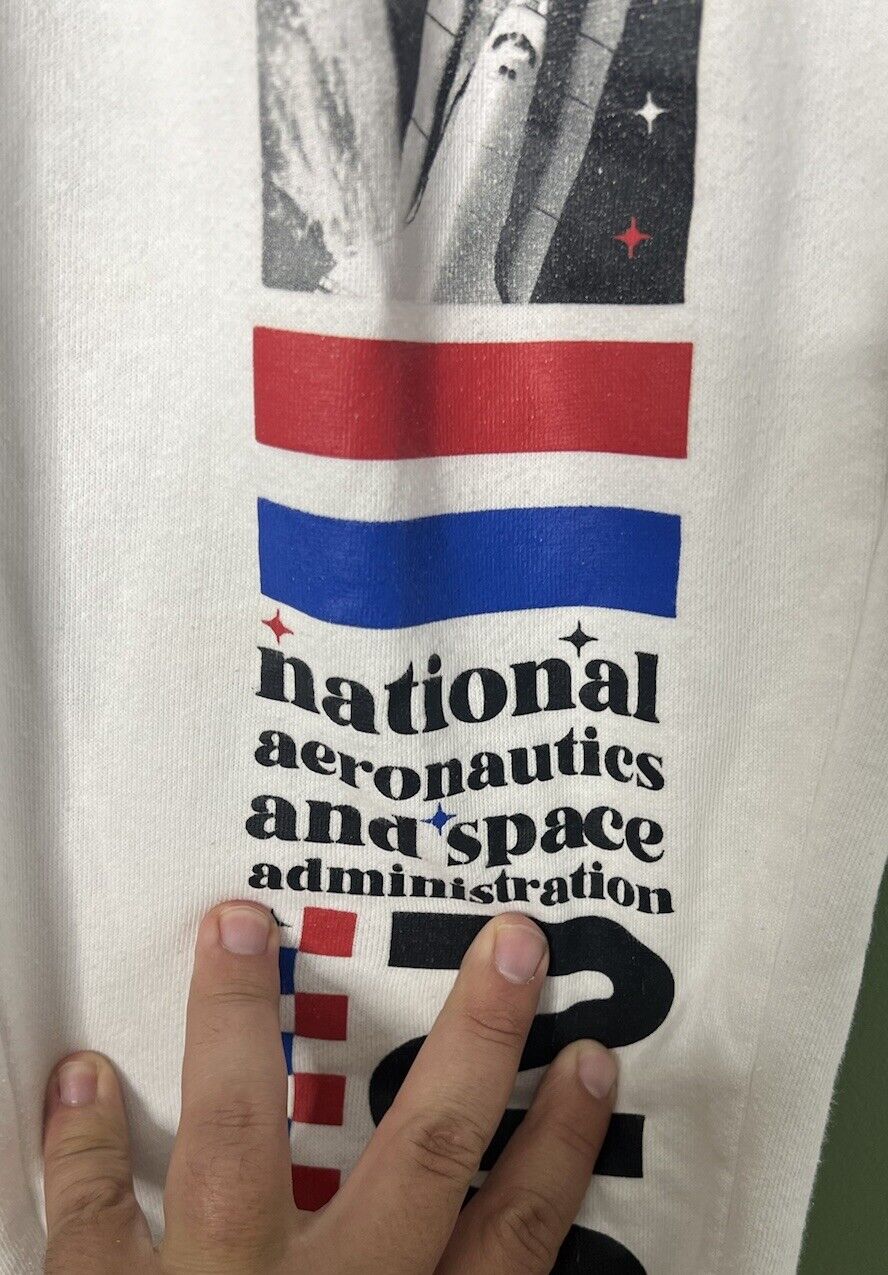 national
aeronautics
and space
administration